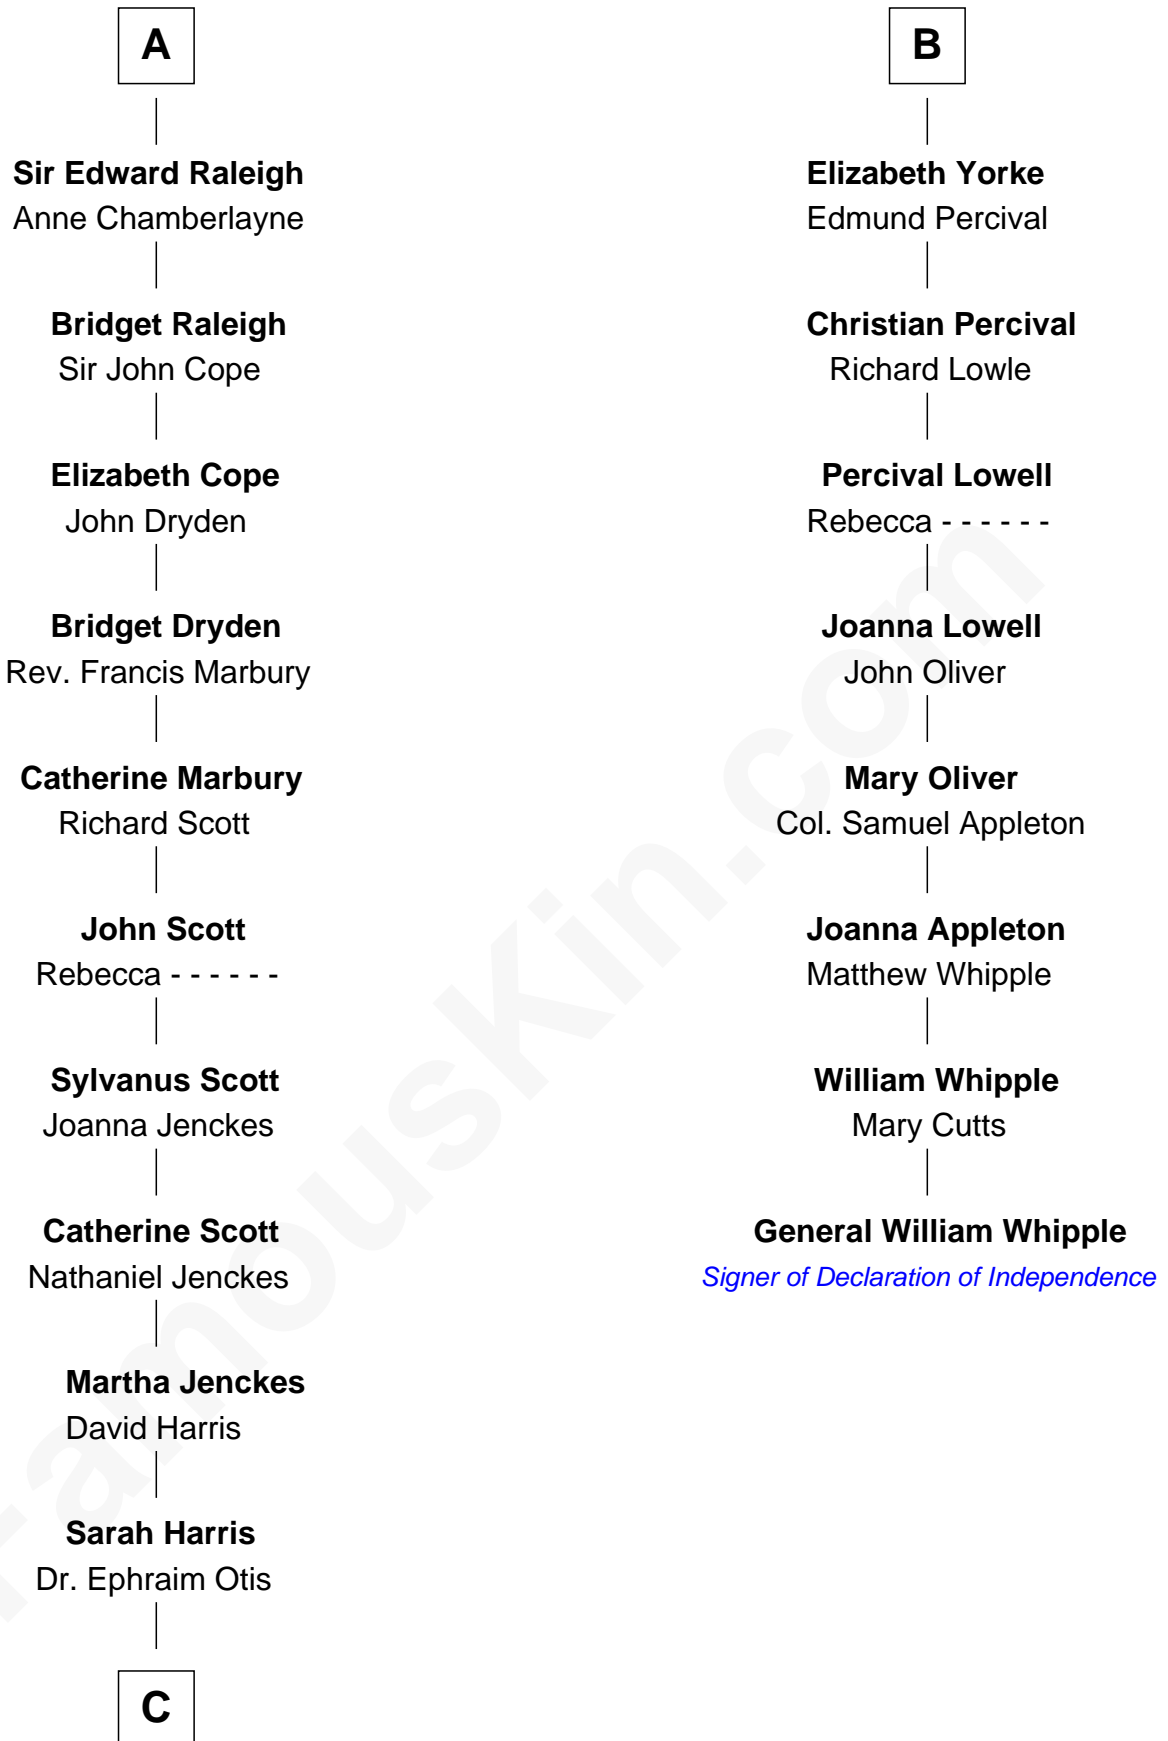 A
Sir Edward Raleigh
Anne Chamberlayne
Bridget Raleigh
Sir John Cope
Elizabeth Cope
John Dryden
Bridget Dryden
Rev. Francis Marbury
Catherine Marbury
Richard Scott
John Scott
Rebecca - - - - - -
Sylvanus Scott
Joanna Jenckes
Catherine Scott
Nathaniel Jenckes
Martha Jenckes
David Harris
Sarah Harris
Dr. Ephraim Otis
C
B
Elizabeth Yorke
Edmund Percival
Christian Percival
Richard Lowle
Percival Lowell
Rebecca - - - - - -
Joanna Lowell
John Oliver
Mary Oliver
Col. Samuel Appleton
Joanna Appleton
Matthew Whipple
William Whipple
Mary Cutts
General William Whipple
Signer of Declaration of Independence
FamousKin.com